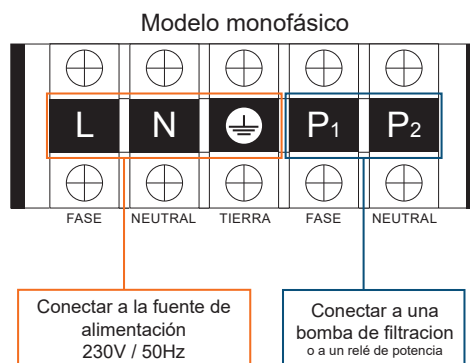 Modelo monofásico
L N P1 P2
FASE NEUTRAL TIERRA FASE NEUTRAL
Conectar a la fuente de
alimentación
230V / 50Hz
Conectar a una
bomba de filtracion
o a un relé de potencia